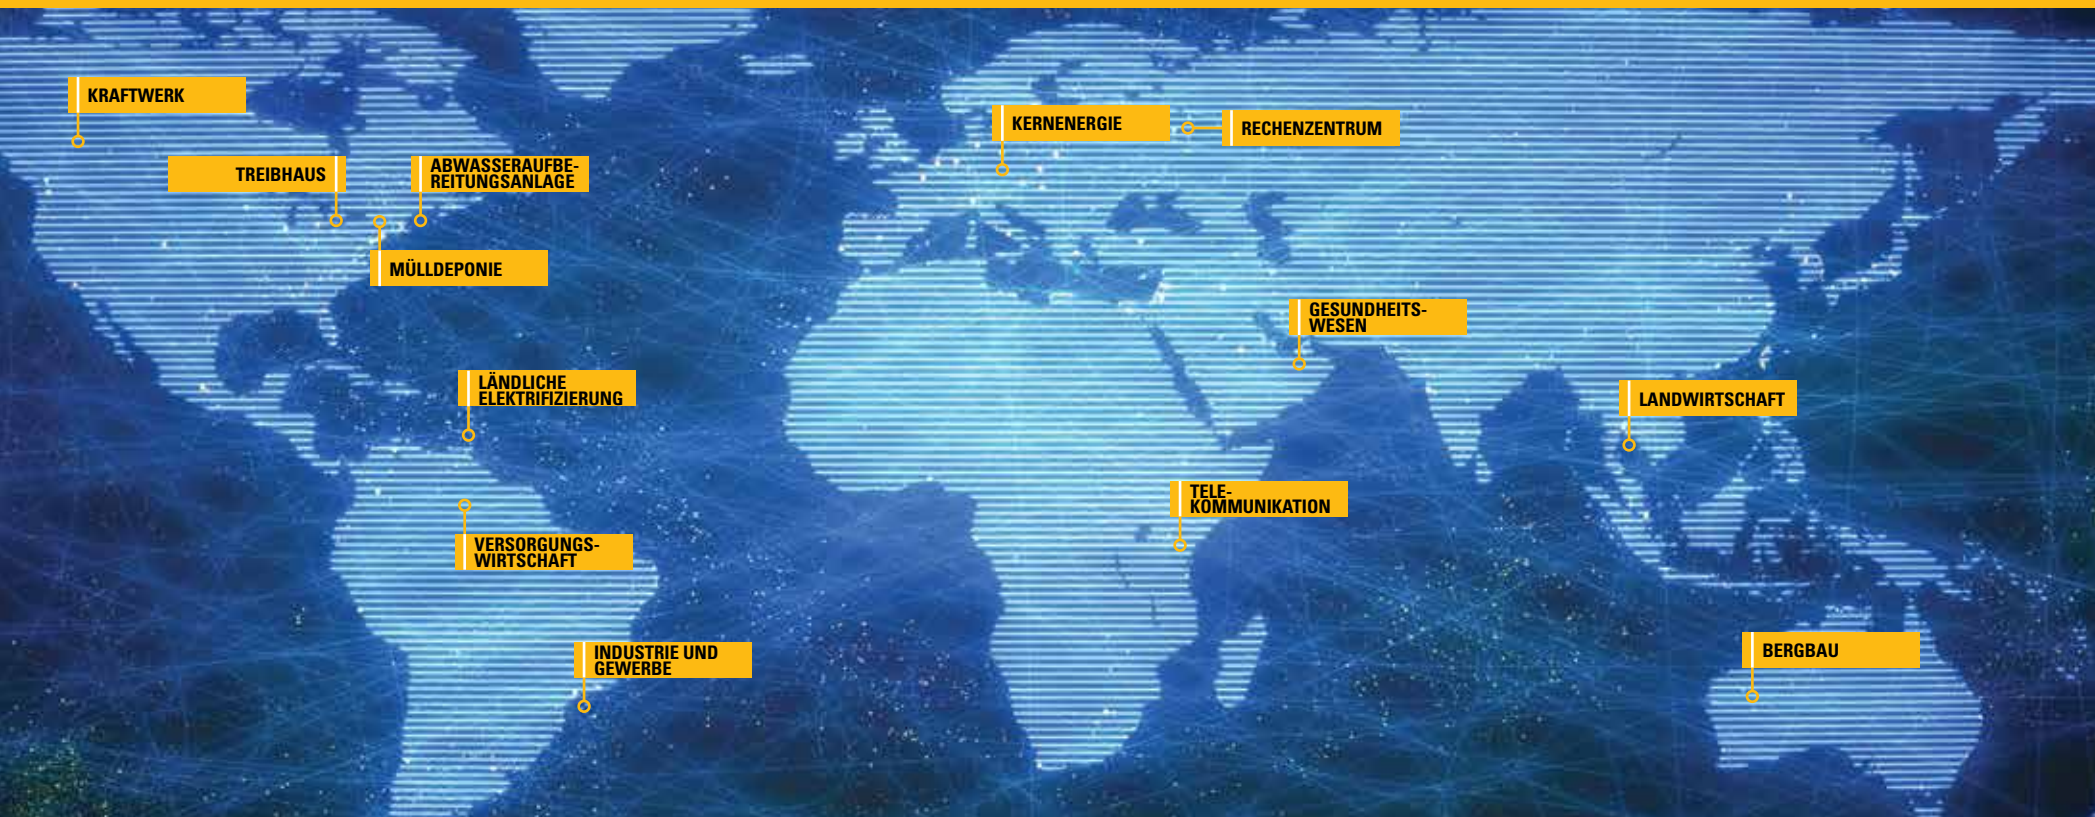 KRAFTWERK
KERNENERGIE
RECHENZENTRUM
TREIBHAUS
ABWASSERAUFBE-
REITUNGSANLAGE
MÜLLDEPONIE
GESUNDHEITS-
WESEN
LÄNDLICHE
ELEKTRIFIZIERUNG
LANDWIRTSCHAFT
TELE-
KOMMUNIKATION
VERSORGUNGS-
WIRTSCHAFT
INDUSTRIE UND
GEWERBE
BERGBAU